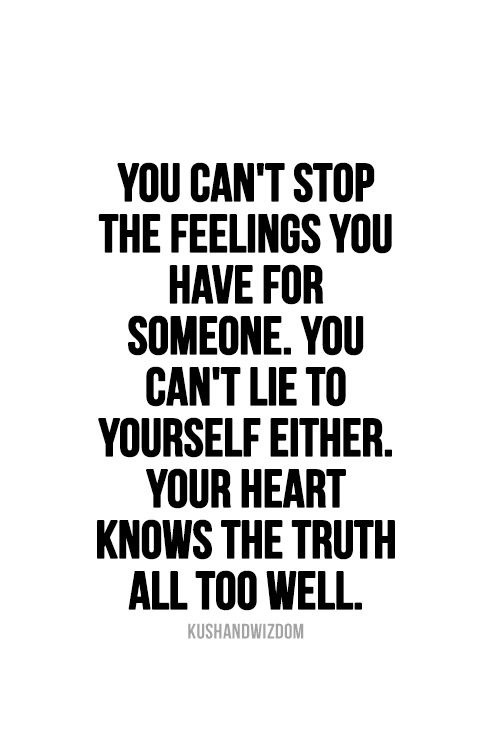 YOU CAN'T STOP
THE FEELINGS YOU
HAVE FOR
SOMEONE. YOU
CAN'T LIE TO
YOURSELF EITHER.
YOUR HEART
KNOWS THE TRUTH
ALL TOO WELL.
KUSHANDWIZDOM